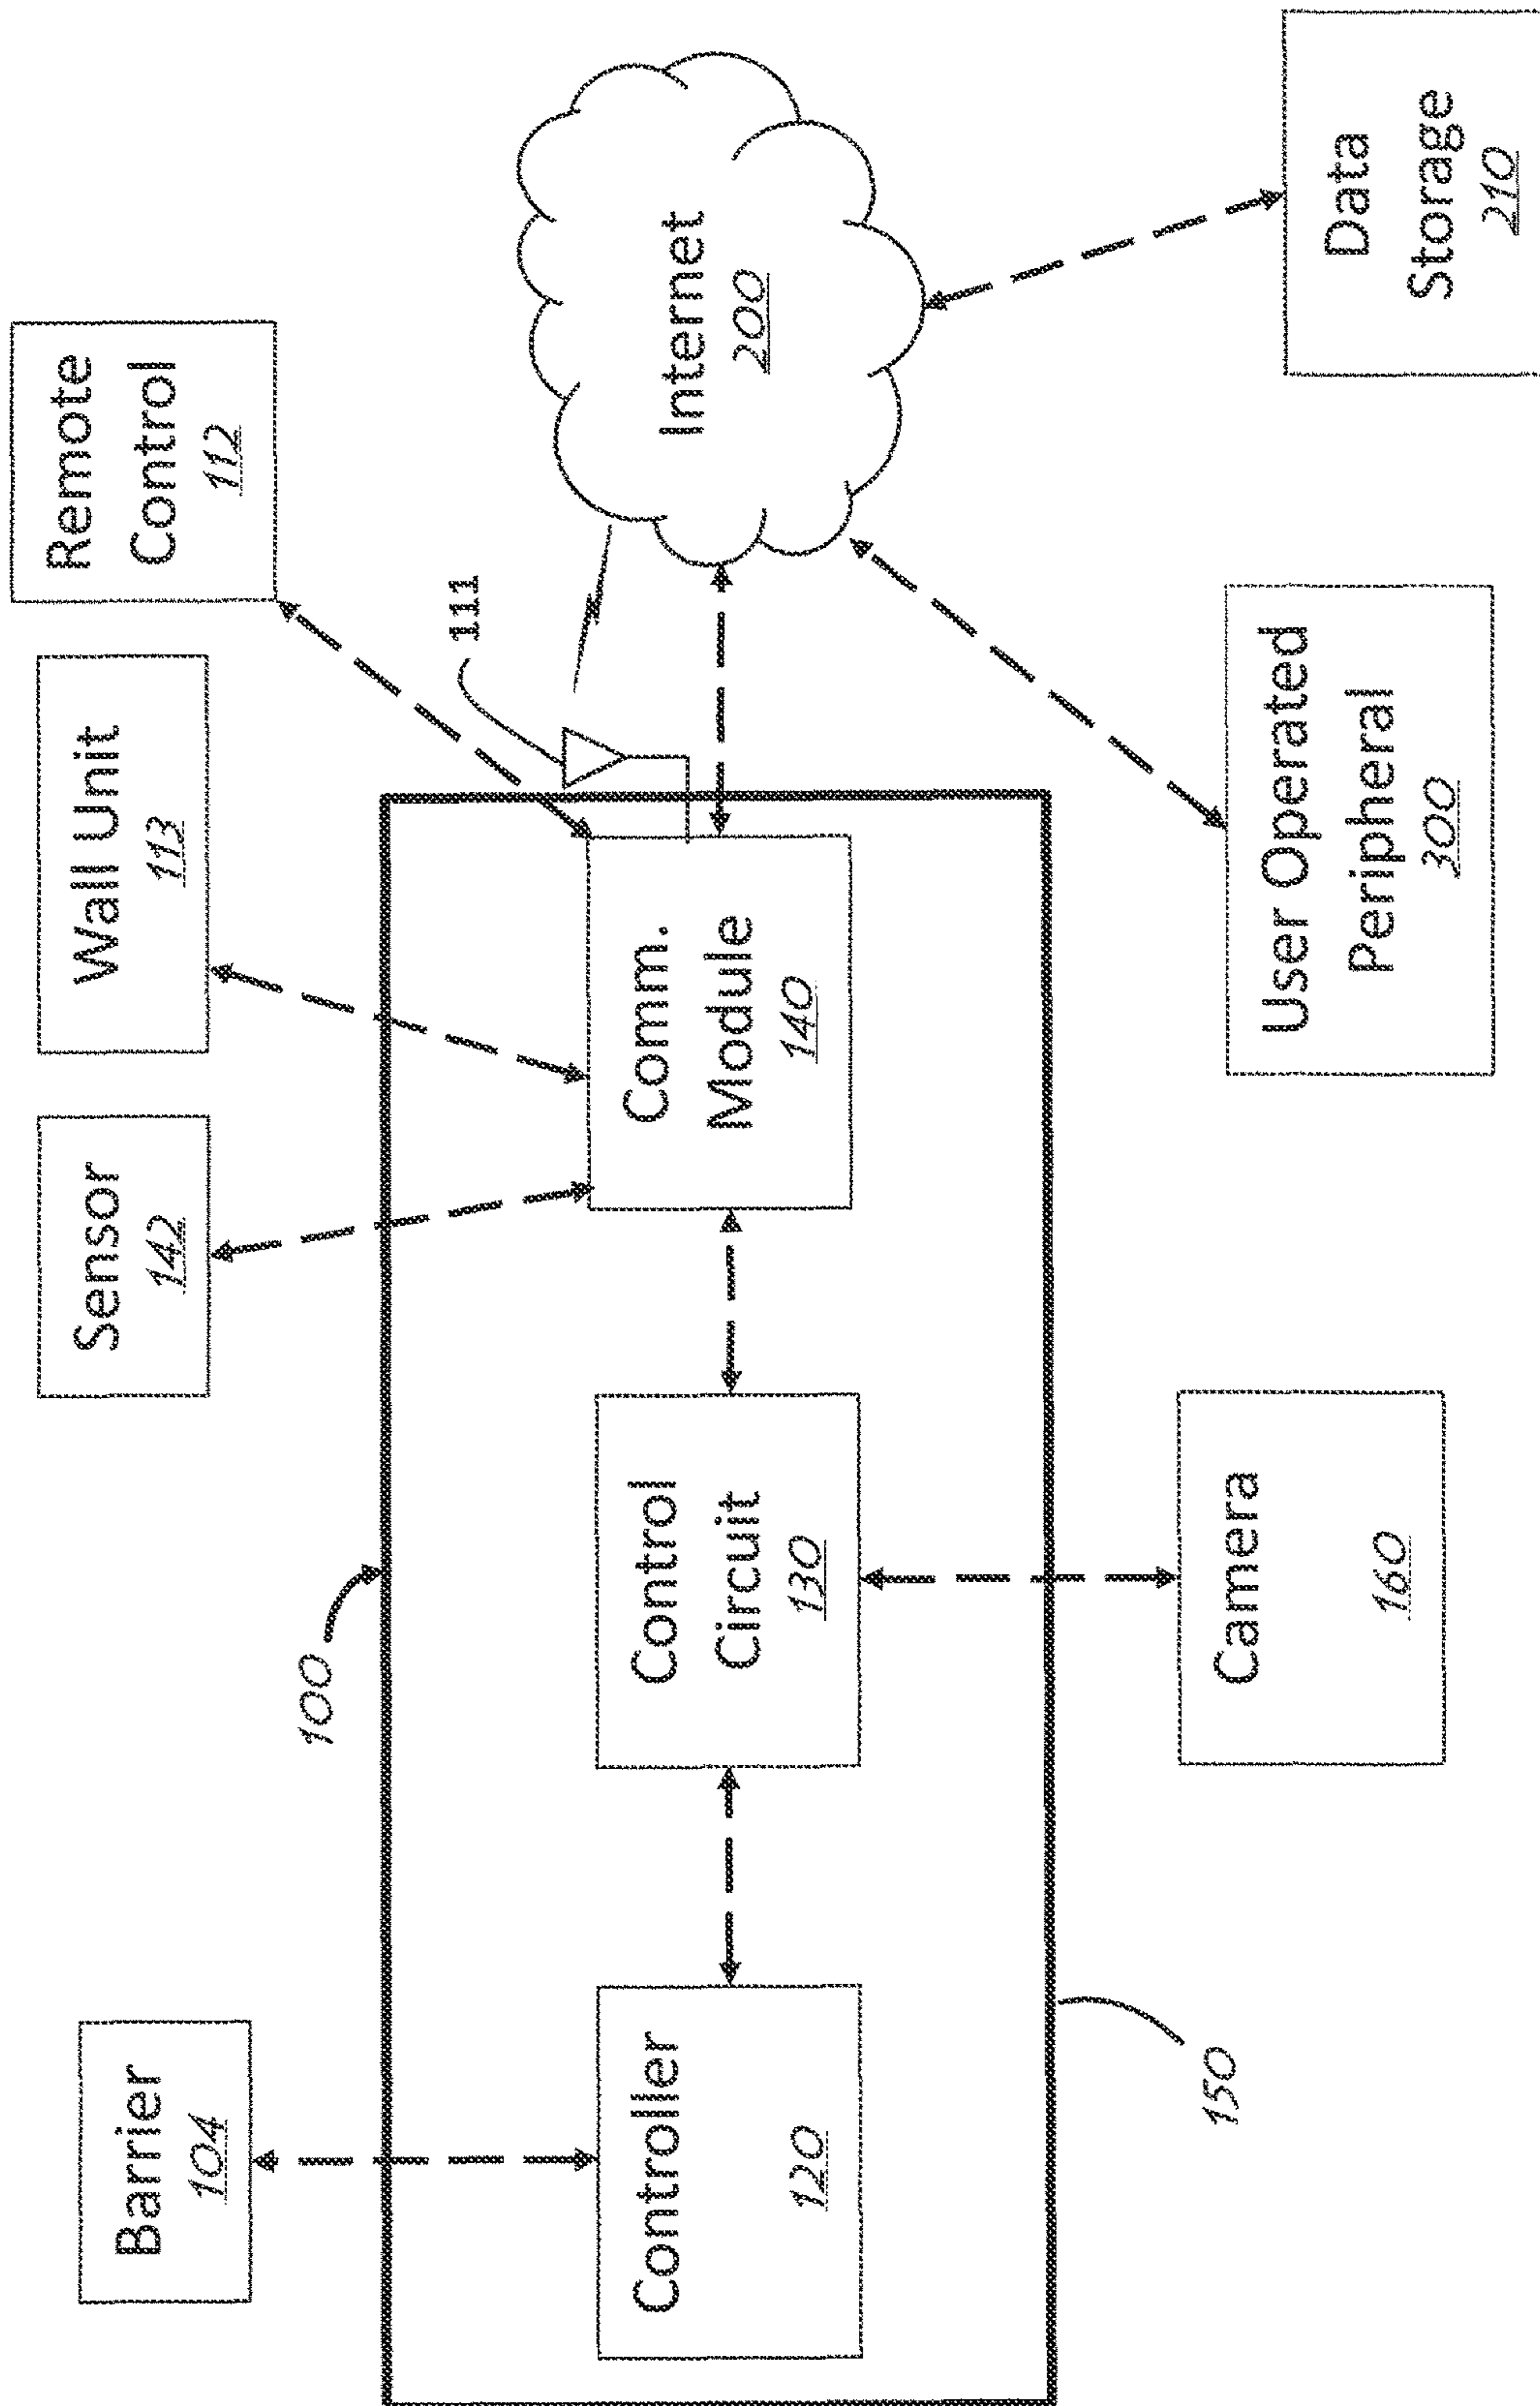 Barrier
104
Sensor
142
Wall Unit
113
Remote
Control
112
100
111
Controller
120
Control
Circuit
130
Comm.
Module
140
Internet
200
150
Camera
160
User Operated
Peripheral
300
Data
Storage
210